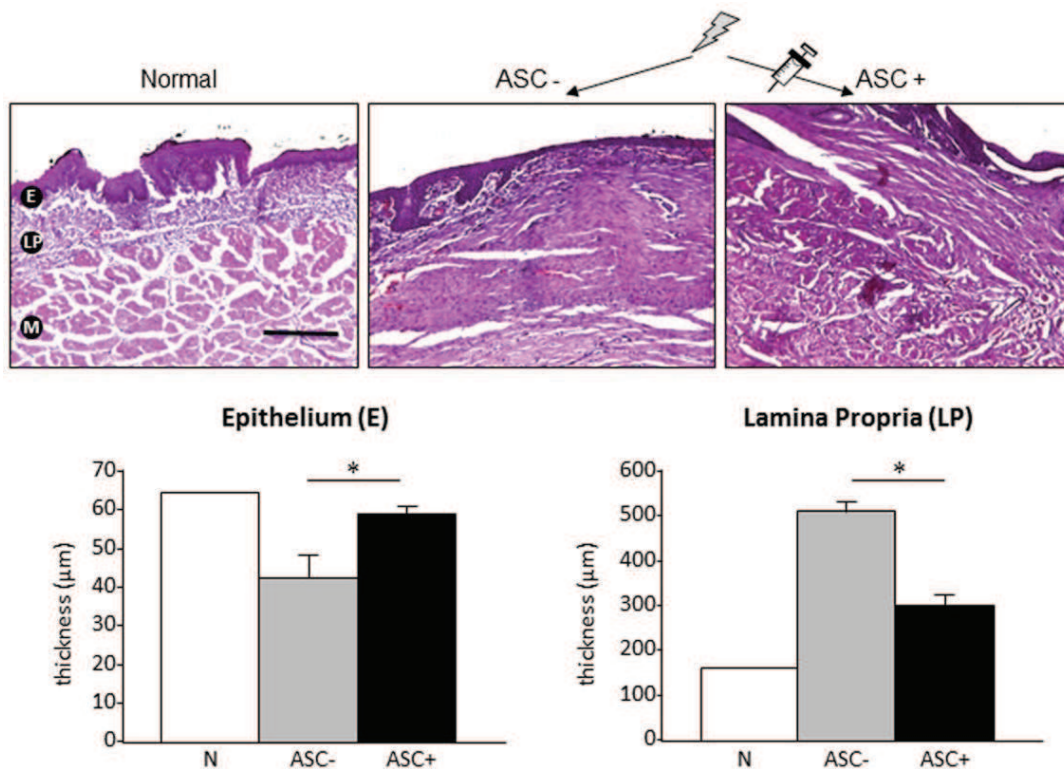 Normal
ASC -
ASC +
E
LP
M
Epithelium (E)
thickness (μm)
70
60
50
40
30
20
10
0
*
N ASC- ASC+
Lamina Propria (LP)
thickness (μm)
600
500
400
300
200
100
0
*
N ASC- ASC+